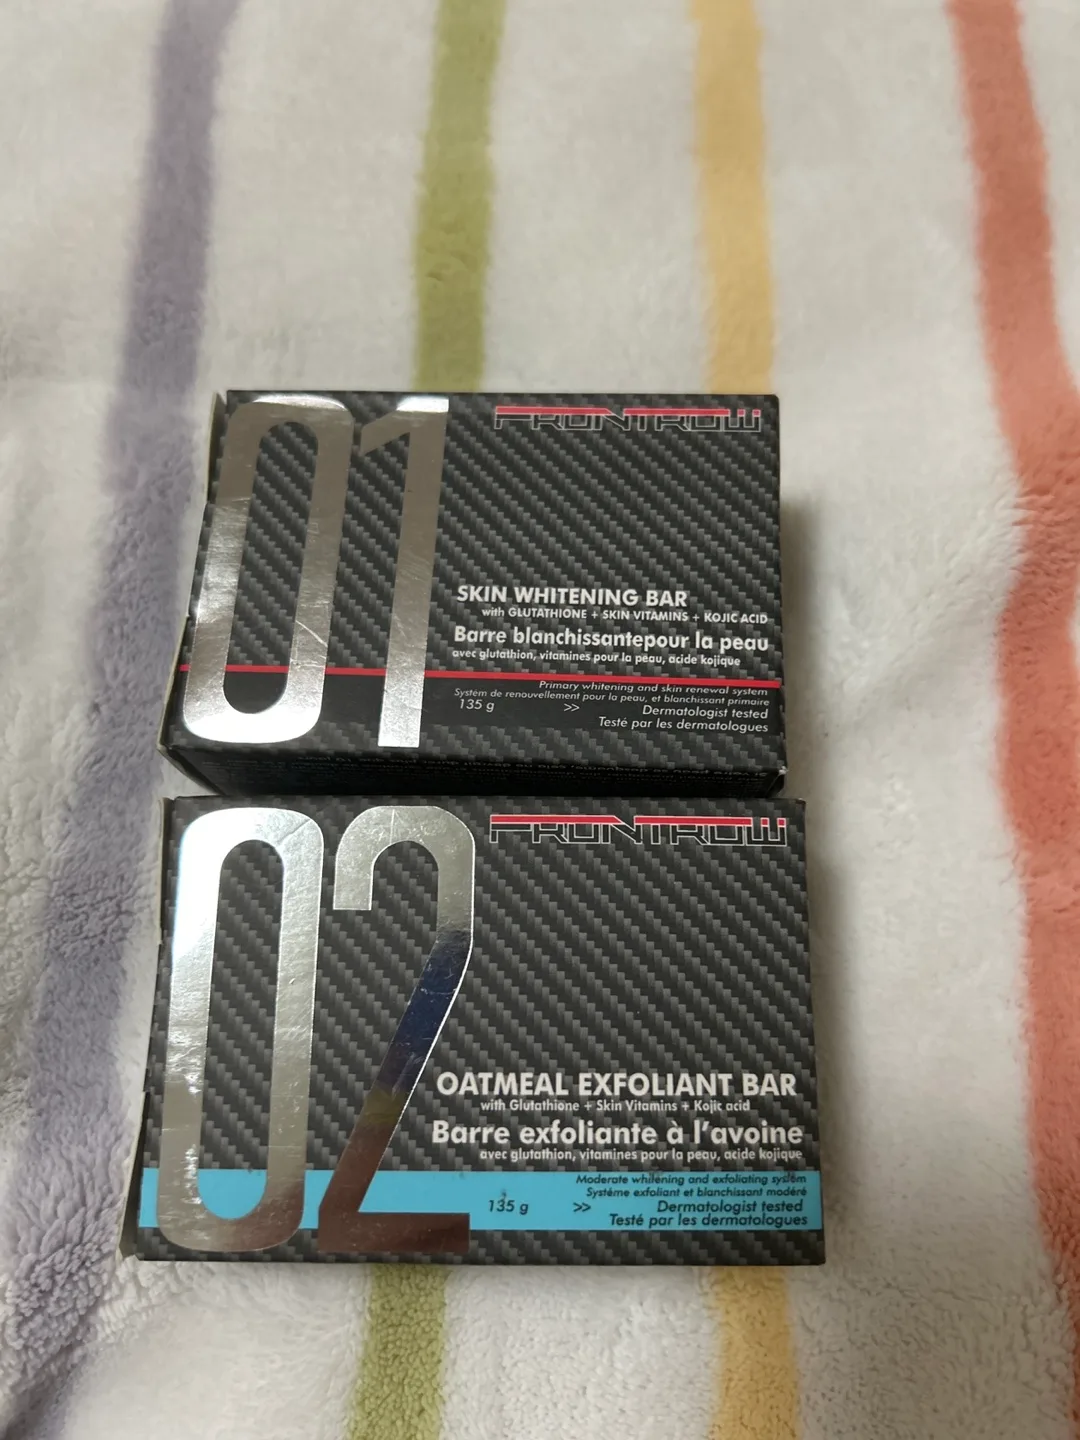 01
FRONTROW
SKIN WHITENING BAR
with GLUTATHIONE + SKIN VITAMINS + KOJIC ACID
Barre blanchissantepour la peau
avec glutathion, vitamines pour la peau, acide kojique
Primary whitening and skin renewal system
Systèm de renouvellement pour la peau, et blanchissant primaire
135 g >> Dermatologist tested
Testé par les dermatologues
02
FRONTROW
OATMEAL EXFOLIANT BAR
with Glutathione + Skin Vitamins + Kojic acid
Barre exfoliante à l'avoine
avec glutathion, vitamines pour la peau, acide kojique
Moderate whitening and exfoliating system
Système exfoliant et blanchissant modéré
135 g >> Dermatologist tested
Testé par les dermatologues